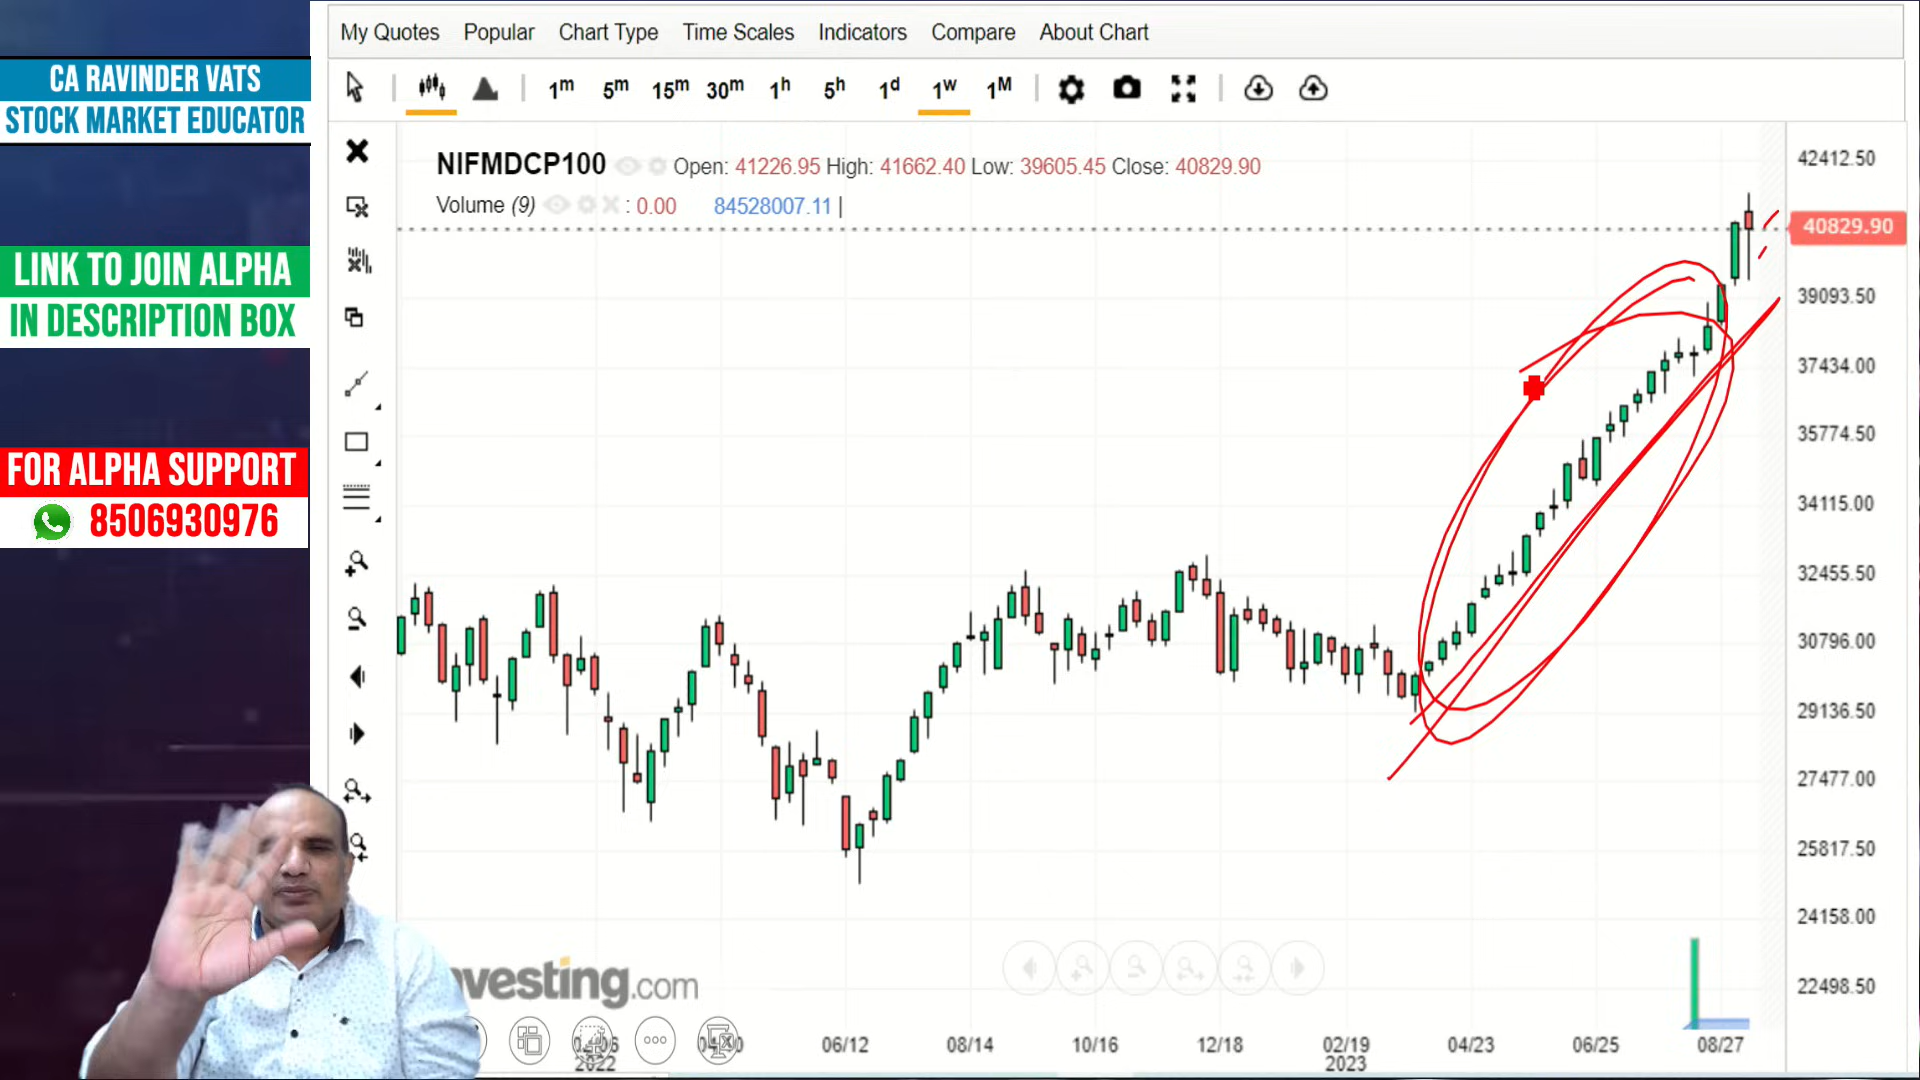 My Quotes Popular Chart Type Time Scales Indicators Compare About Chart
CA RAVINDER VATS
STOCK MARKET EDUCATOR
1m 5m 15m 30m 1h 5h 1d 1w 1M
NIFMDCP100 Open: 41226.95 High: 41662.40 Low: 39605.45 Close: 40829.90
Volume (9) : 0.00 84528007.11
LINK TO JOIN ALPHA
IN DESCRIPTION BOX
FOR ALPHA SUPPORT
8506930976
42412.50
40829.90
39093.50
37434.00
35774.50
34115.00
32455.50
30796.00
29136.50
27477.00
25817.50
24158.00
22498.50
06/12 08/14 10/16 12/18 02/19 04/23 06/25 08/27
2022 2023